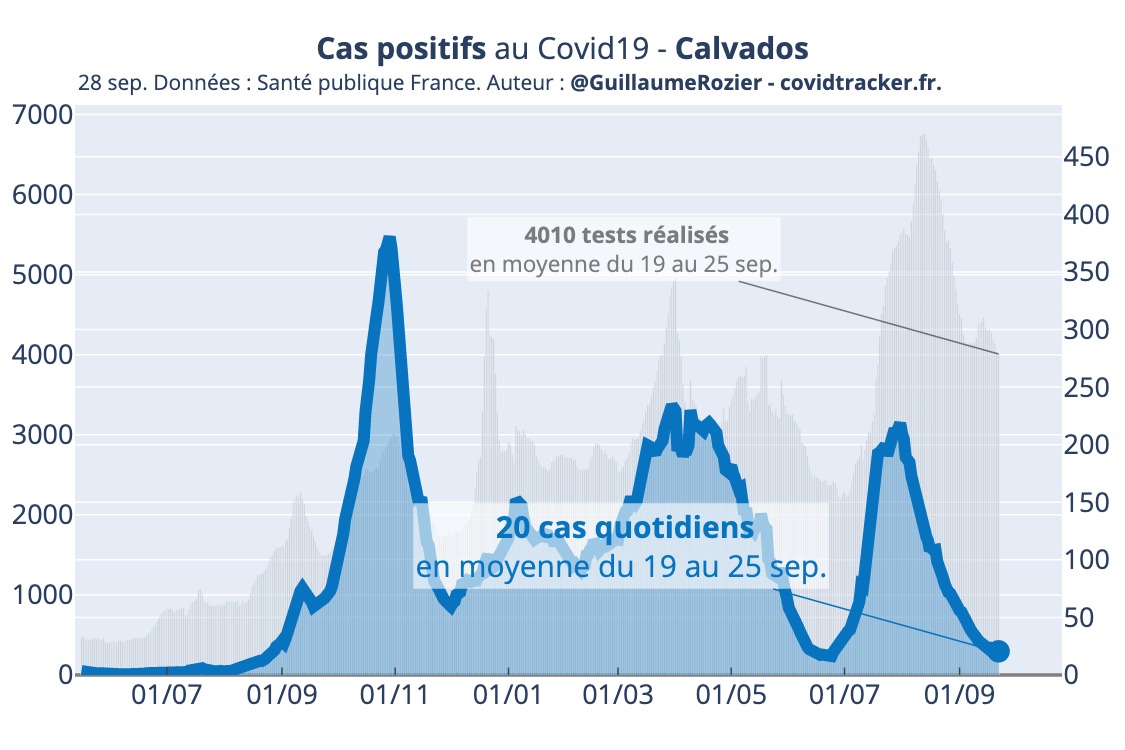 Cas positifs au Covid19 - Calvados
28 sep. Données : Santé publique France. Auteur : @GuillaumeRozier - covidtracker.fr.
7000
6000
5000
4000
3000
2000
1000
0
450
400
350
300
250
200
150
100
50
0
4010 tests réalisés
en moyenne du 19 au 25 sep.
20 cas quotidiens
en moyenne du 19 au 25 sep.
01/07 01/09 01/11 01/01 01/03 01/05 01/07 01/09